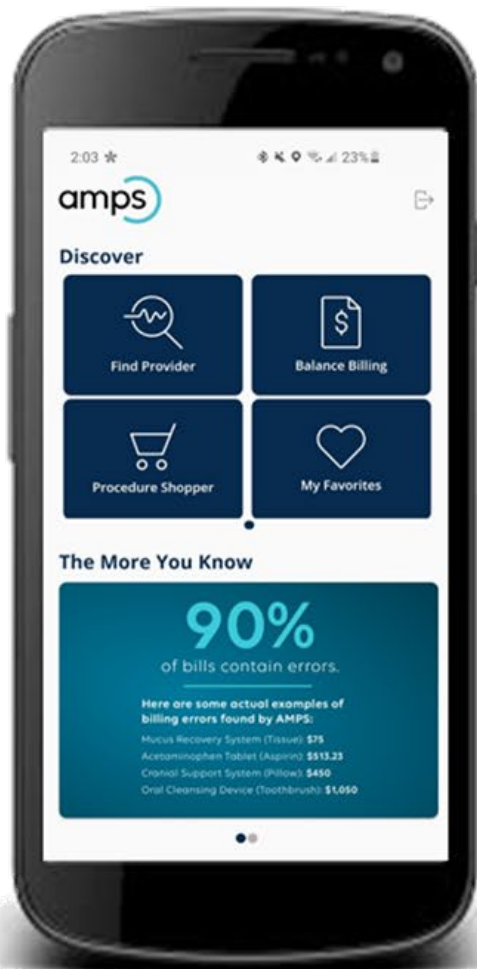 2:03
23%
amps
Discover
Find Provider
Balance Billing
Procedure Shopper
My Favorites
The More You Know
90%
of bills contain errors.
Here are some actual examples of
billing errors found by AMPS:
Mucus Recovery System (Tissue): $75
Acetaminophen Tablet (Aspirin): $513.23
Cranial Support System (Pillow): $450
Oral Cleansing Device (Toothbrush): $1,050